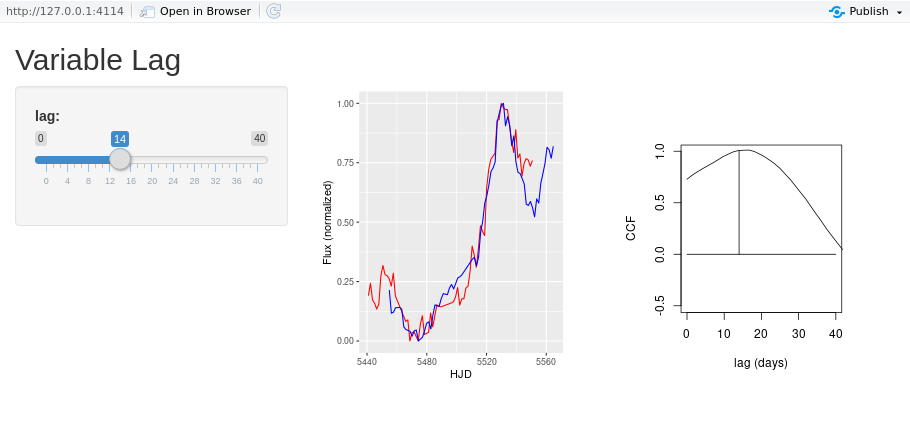 http://127.0.0.1:4114 Open in Browser Publish
Variable Lag
lag:
0 14 40
0 4 8 12 16 20 24 28 32 36 40
Flux (normalized)
1.00
0.75
0.50
0.25
0.00
5440 5480 5520 5560
HJD
CCF
1.0
0.5
0.0
-0.5
0 10 20 30 40
lag (days)